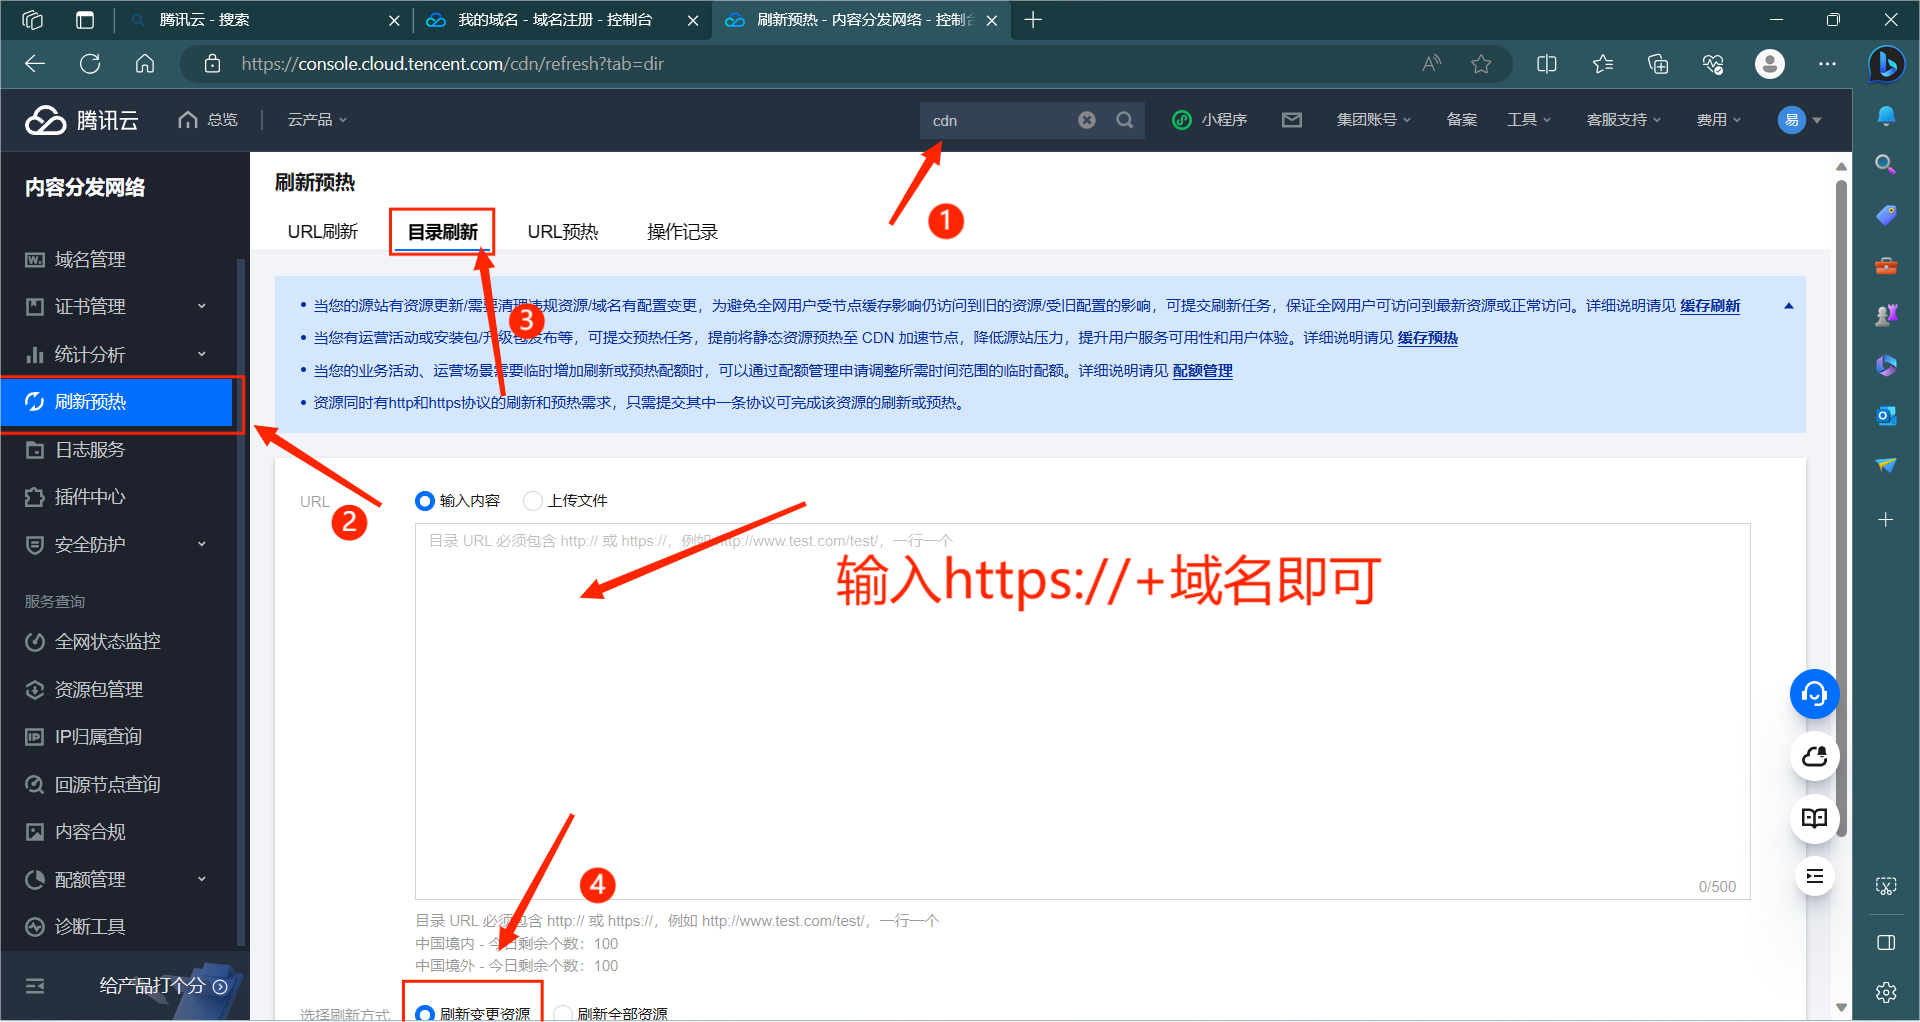 腾讯云 - 搜索
我的域名 - 域名注册 - 控制台
刷新预热 - 内容分发网络 - 控制台
https://console.cloud.tencent.com/cdn/refresh?tab=dir
腾讯云
总览
云产品
cdn
小程序
集团账号
备案
工具
客服支持
费用
易
内容分发网络
域名管理
证书管理
统计分析
刷新预热
日志服务
插件中心
安全防护
服务查询
全网状态监控
资源包管理
IP归属查询
回源节点查询
内容合规
配额管理
诊断工具
给产品打个分
刷新预热
URL刷新 目录刷新 URL预热 操作记录
1
3
2
4
• 当您的源站有资源更新/需要清理违规资源/域名有配置变更，为避免全网用户受节点缓存影响仍访问到旧的资源/受旧配置的影响，可提交刷新任务，保证全网用户可访问到最新资源或正常访问。详细说明请见 缓存刷新
• 当您有运营活动或安装包/升级包发布等，可提交预热任务，提前将静态资源预热至 CDN 加速节点，降低源站压力，提升用户服务可用性和用户体验。详细说明请见 缓存预热
• 当您的业务活动、运营场景需要临时增加刷新或预热配额时，可以通过配额管理申请调整所需时间范围的临时配额。详细说明请见 配额管理
• 资源同时有http和https协议的刷新和预热需求，只需提交其中一条协议可完成该资源的刷新或预热。
URL
输入内容 上传文件
目录 URL 必须包含 http:// 或 https://，例如 http://www.test.com/test/，一行一个
输入https://+域名即可
0/500
目录 URL 必须包含 http:// 或 https://，例如 http://www.test.com/test/，一行一个
中国境内 - 今日剩余个数：100
中国境外 - 今日剩余个数：100
选择刷新方式
刷新变更资源 刷新全部资源